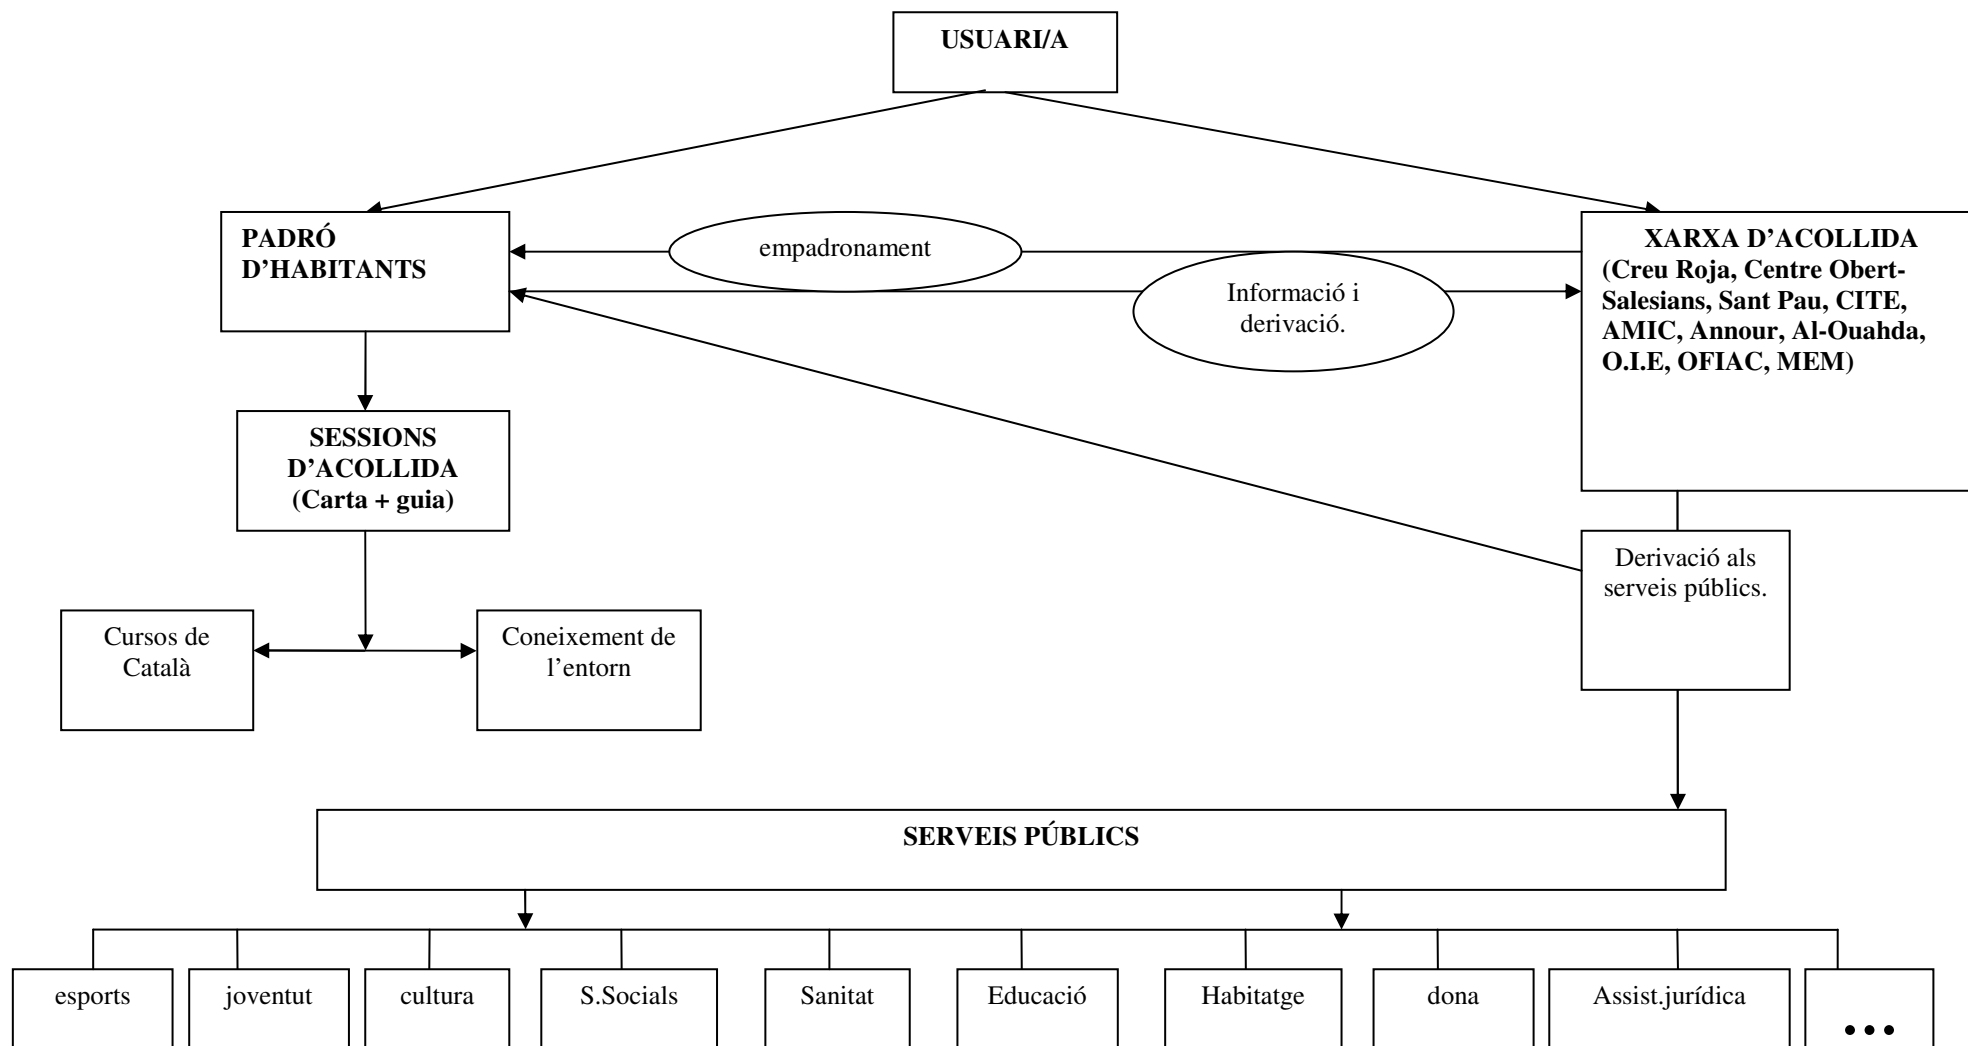 USUARI/A
PADRÓ
D’HABITANTS
empadronament
Informació i
derivació.
XARXA D’ACOLLIDA
(Creu Roja, Centre Obert-
Salesians, Sant Pau, CITE,
AMIC, Annour, Al-Ouahda,
O.I.E, OFIAC, MEM)
SESSIONS
D’ACOLLIDA
(Carta + guia)
Derivació als
serveis públics.
Cursos de
Català
Coneixement de
l’entorn
SERVEIS PÚBLICS
esports
joventut
cultura
S.Socials
Sanitat
Educació
Habitge
dona
Assist.jurídica
...